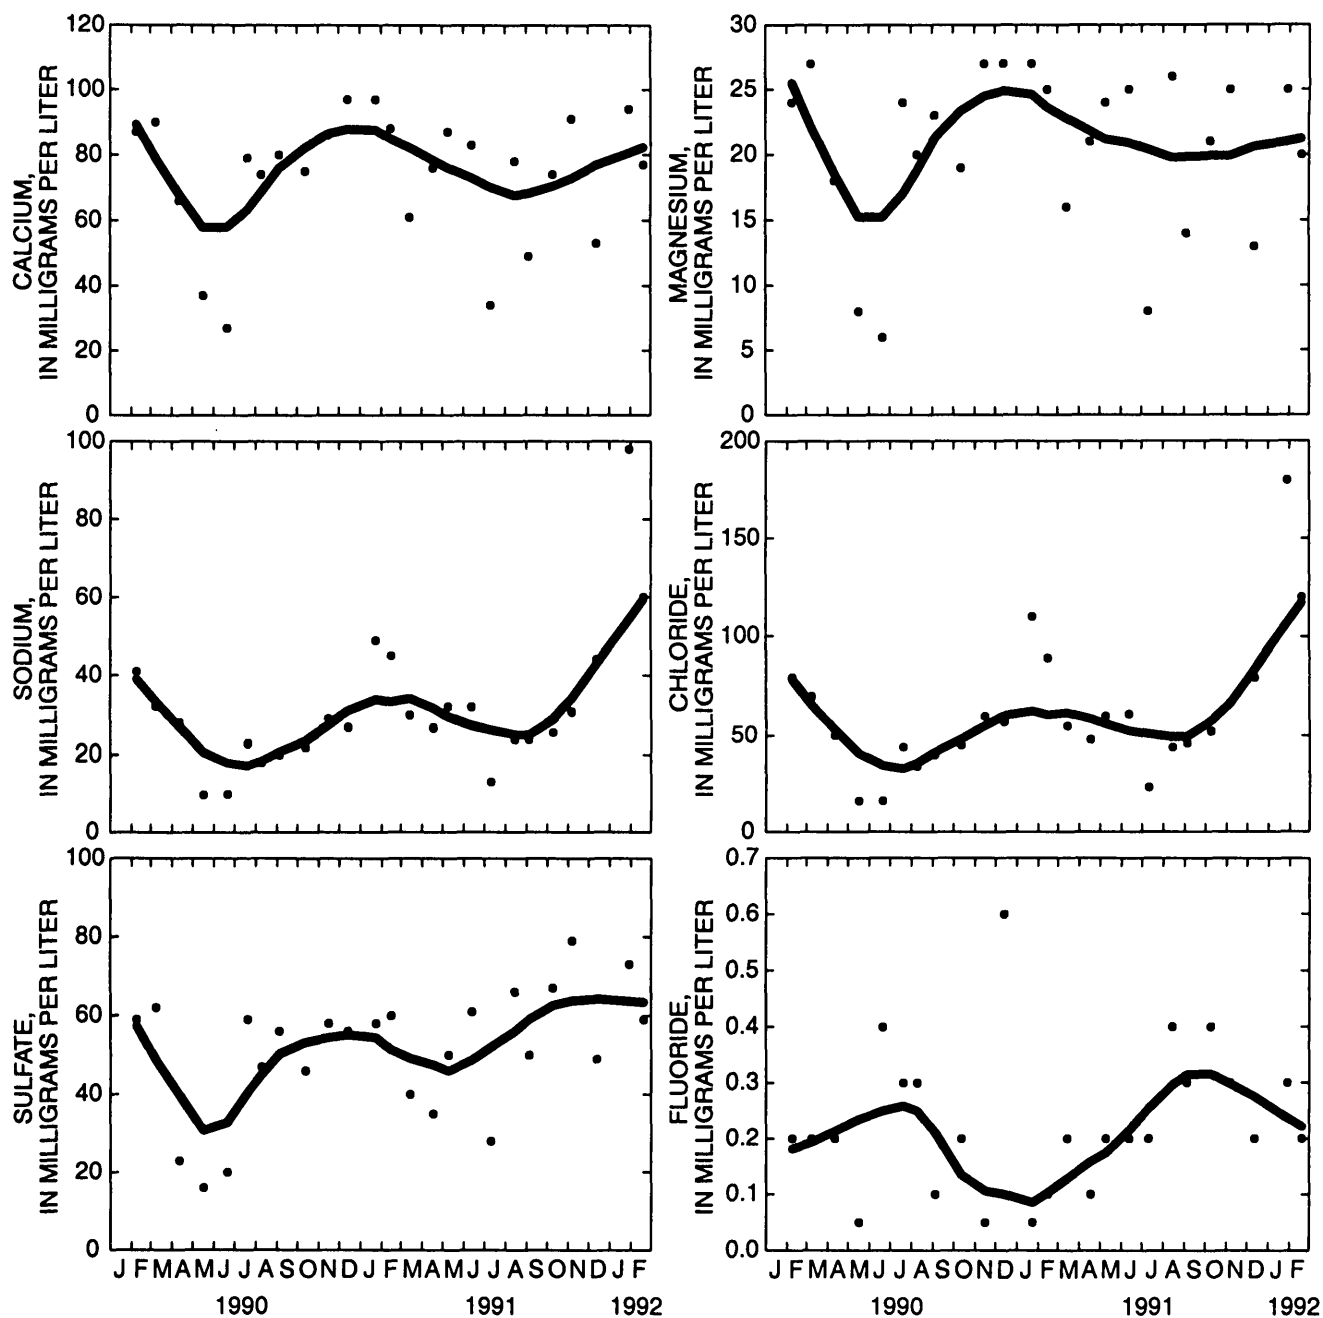 CALCIUM,
IN MILLIGRAMS PER LITER
120
100
80
60
40
20
0
MAGNESIUM,
IN MILLIGRAMS PER LITER
30
25
20
15
10
5
0
SODIUM,
IN MILLIGRAMS PER LITER
100
80
60
40
20
0
CHLORIDE,
IN MILLIGRAMS PER LITER
200
150
100
50
0
SULFATE,
IN MILLIGRAMS PER LITER
100
80
60
40
20
0
FLUORIDE,
IN MILLIGRAMS PER LITER
0.7
0.6
0.5
0.4
0.3
0.2
0.1
0.0
J F M A M J J A S O N D J F M A M J J A S O N D J F
1990 1991 1992
J F M A M J J A S O N D J F M A M J J A S O N D J F
1990 1991 1992